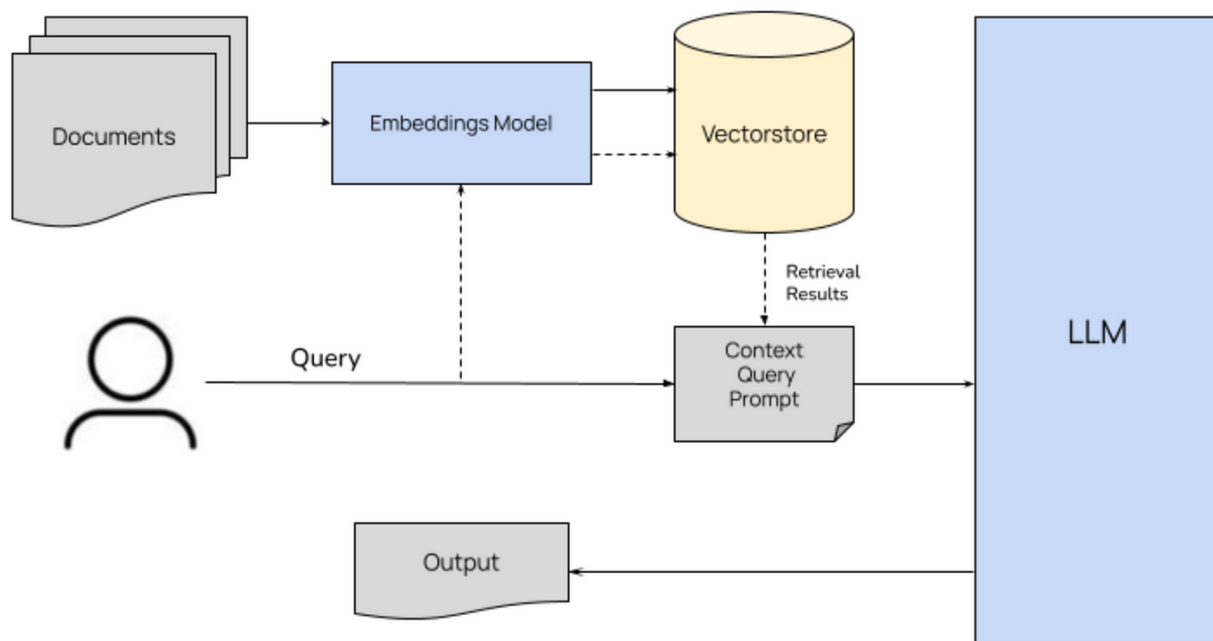 Documents
Embeddings Model
Vectorstore
Retrieval
Results
LLM
Query
Context
Query
Prompt
Output